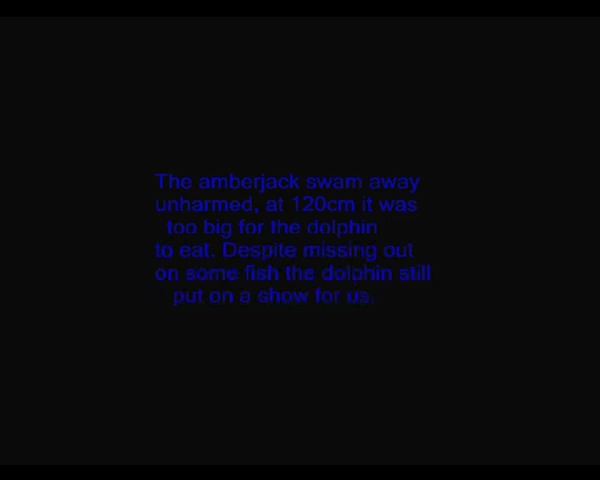 The amberjack swam away
unharmed, at 120cm it was
too big for the dolphin
to eat. Despite missing out
on some fish the dolphin still
put on a show for us.